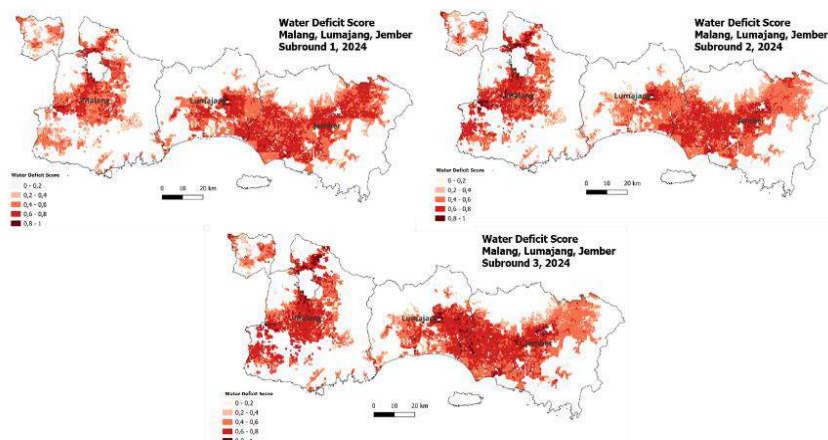 Water Deficit Score
Malang, Lumajang, Jember
Subround 1, 2024
Malang
Lumajang
Jember
Water Deficit Score
0 - 0,2
0,2 - 0,4
0,4 - 0,6
0,6 - 0,8
0,8 - 1
0 10 20 km
Water Deficit Score
Malang, Lumajang, Jember
Subround 2, 2024
Malang
Lumajang
Jember
Water Deficit Score
0 - 0,2
0,2 - 0,4
0,4 - 0,6
0,6 - 0,8
0,8 - 1
0 10 20 km
Water Deficit Score
Malang, Lumajang, Jember
Subround 3, 2024
Malang
Lumajang
Jember
Water Deficit Score
0 - 0,2
0,2 - 0,4
0,4 - 0,6
0,6 - 0,8
0 10 20 km